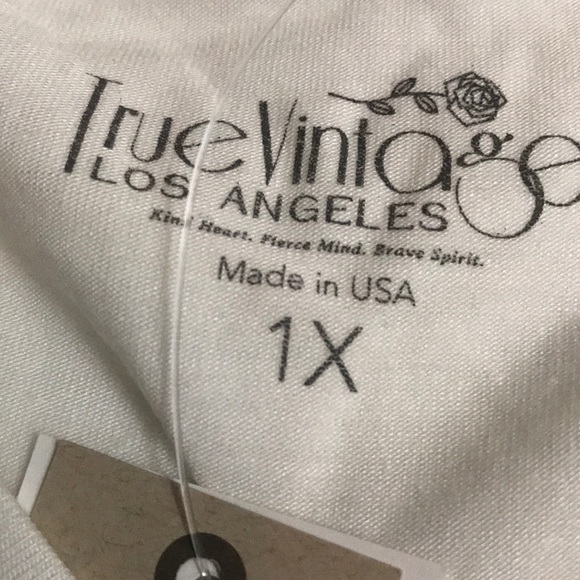 True Vintage
LOS ANGELES
Kind Heart. Fierce Mind. Brave Spirit.
Made in USA
1X